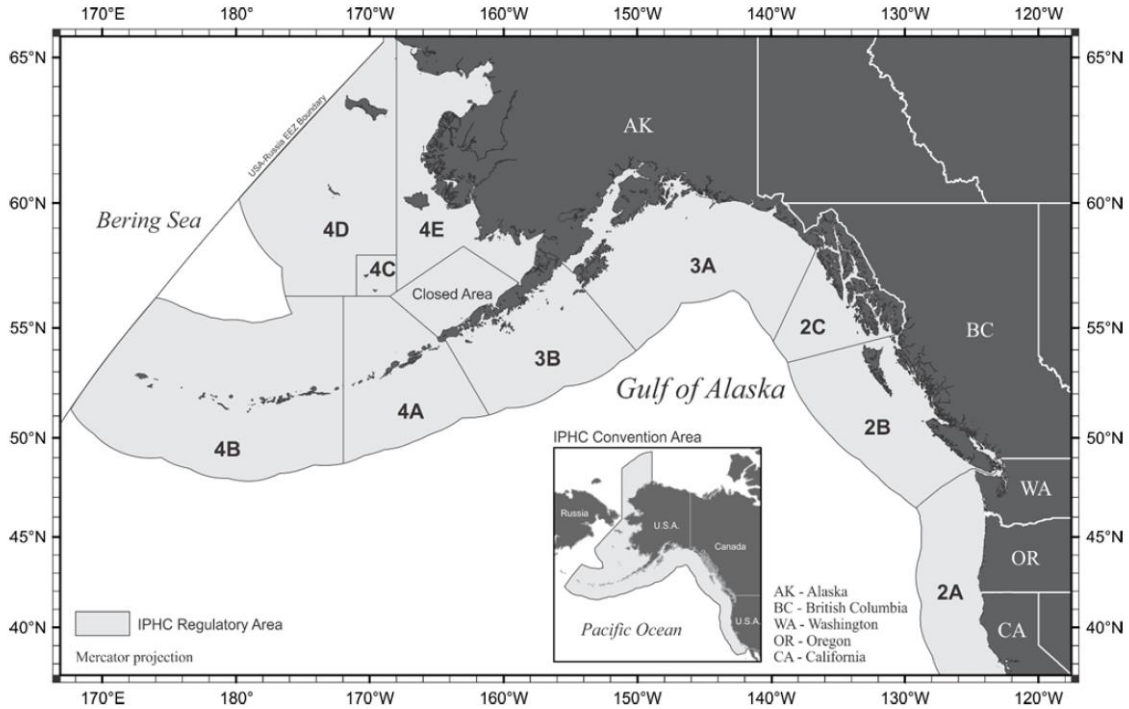 170°E 180° 170°W 160°W 150°W 140°W 130°W 120°W
65°N 65°N
USA-Russia EEZ Boundary
AK
60°N 60°N
Bering Sea
4D
4E
4C
3A
Closed Area
55°N 55°N
2C
BC
3B
Gulf of Alaska
4A
2B
50°N 50°N
4B
IPHC Convention Area
WA
Russia
U.S.A.
Canada
45°N 45°N
OR
2A
AK - Alaska
BC - British Columbia
WA - Washington
OR - Oregon
CA - California
U.S.A.
Pacific Ocean
CA
IPHC Regulatory Area
40°N 40°N
Mercator projection
170°E 180° 170°W 160°W 150°W 140°W 130°W 120°W